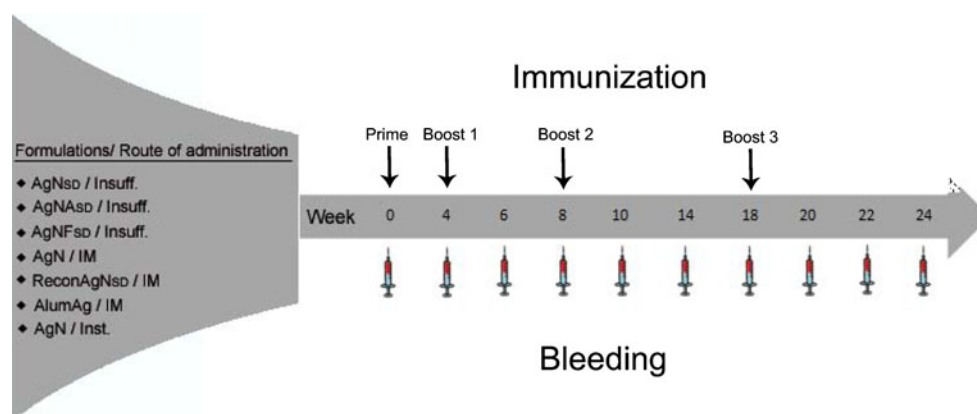 Immunization
Prime Boost 1 Boost 2 Boost 3
Formulations/ Route of administration
◆ AgNSD / Insuff.
◆ AgNASD / Insuff.
◆ AgNFSD / Insuff.
◆ AgN / IM
◆ ReconAgNSD / IM
◆ AlumAg / IM
◆ AgN / Inst.
Week 0 4 6 8 10 14 18 20 22 24
Bleeding